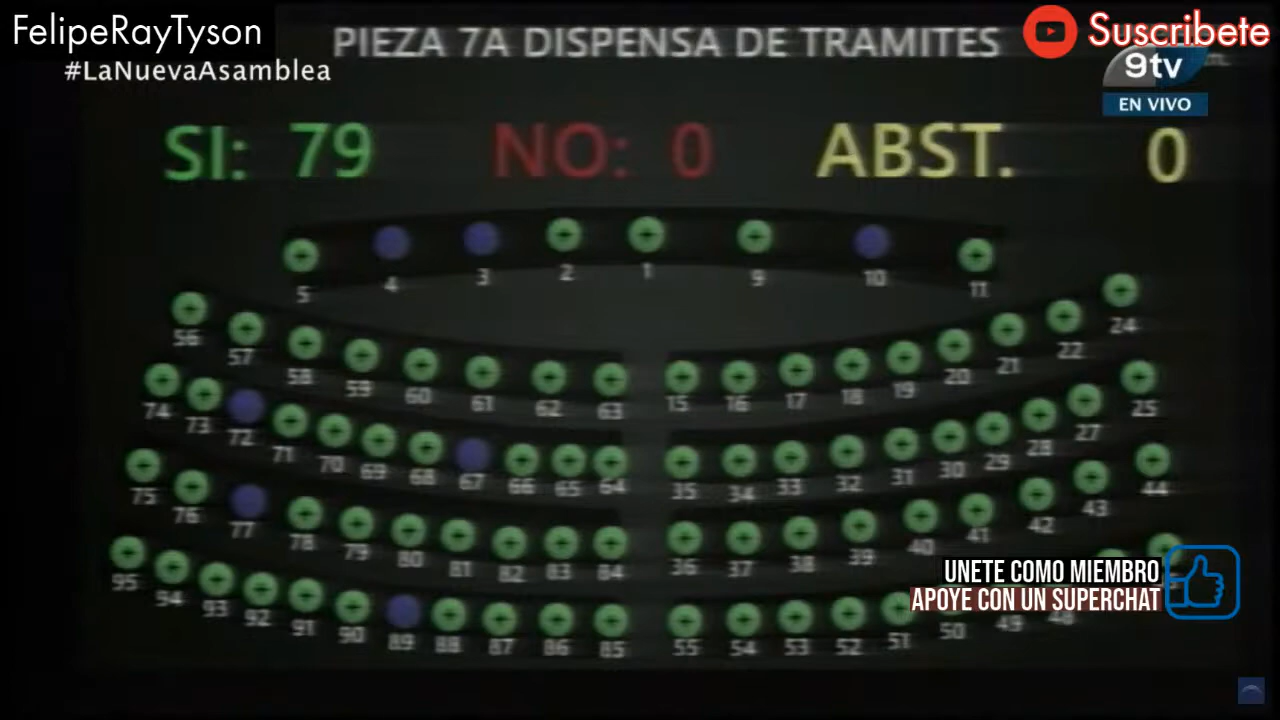 FelipeRayTyson
PIEZA 7A DISPENSA DE TRAMITES
Suscribete
#LaNuevaAsamblea
9tv
EN VIVO
SI: 79 NO: 0 ABST. 0
5 4 3 2 1 9 10 11
56 57 58 59 60 61 62 63 15 16 17 18 19 20 21 22 24
74 73 72 71 70 69 68 67 66 65 64 35 34 33 32 31 30 29 28 27 25
75 76 77 78 79 80 81 82 83 84 36 37 38 39 40 41 42 43 44
95 94 93 92 91 90 89 88 87 86 85 55 54 53 52 51 50 49 48
UNETE COMO MIEMBRO
APOYE CON UN SUPERCHAT